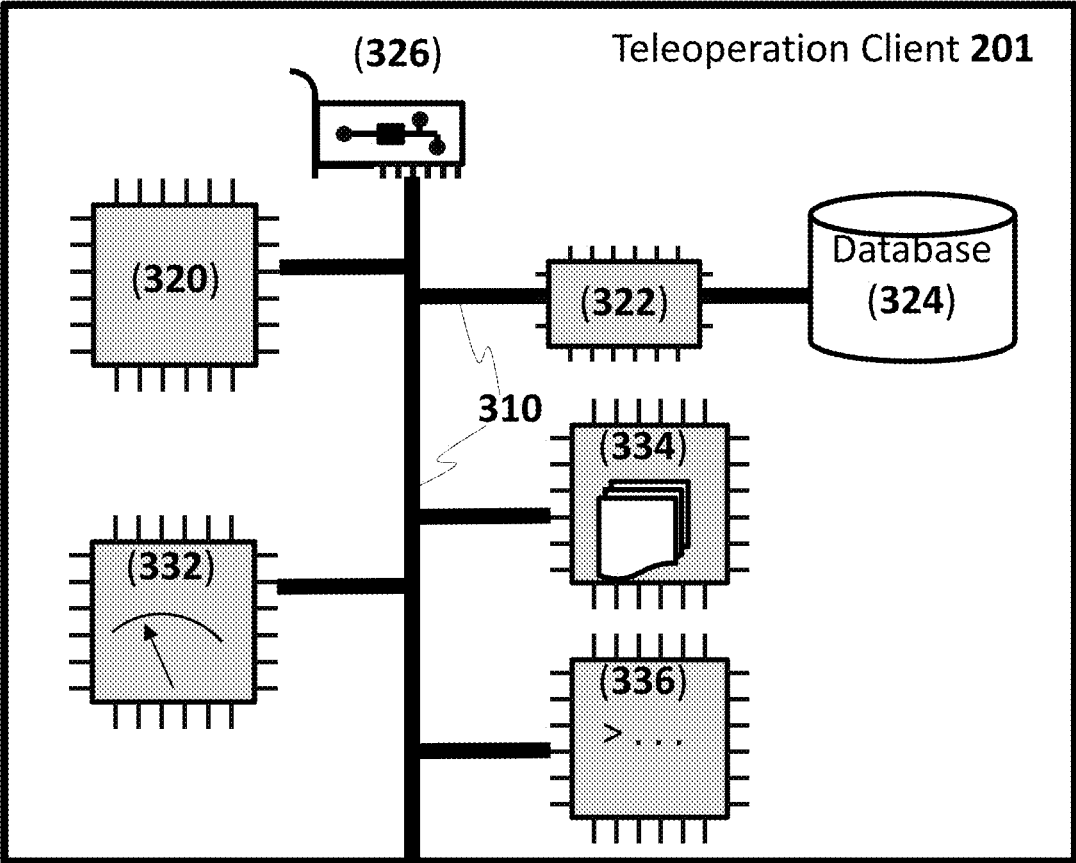 (326)
Teleoperation Client 201
(320)
(322)
Database
(324)
310
(334)
(332)
(336)
> . . .